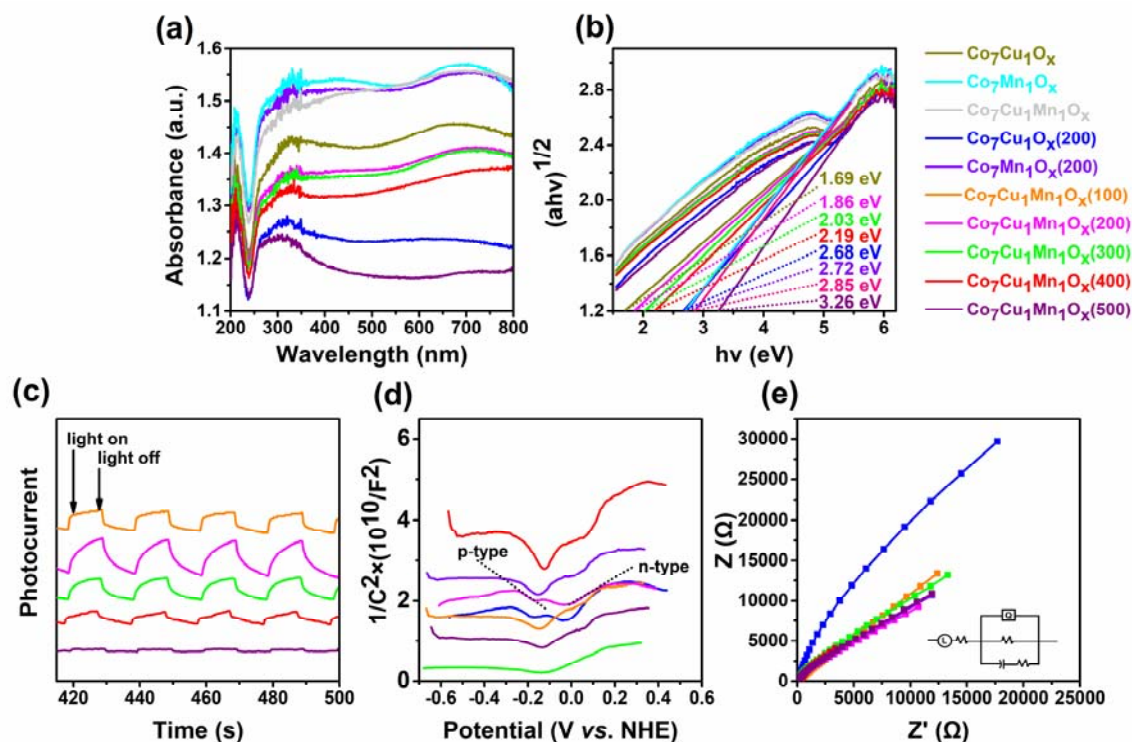 (a)
1.6
1.5
1.4
1.3
1.2
1.1
200 300 400 500 600 700 800
Absorbance (a.u.)
Wavelength (nm)
(b)
2.8
2.4
2.0
1.6
1.2
2 3 4 5 6
(ahv)1/2
hv (eV)
1.69 eV
1.86 eV
2.03 eV
2.19 eV
2.68 eV
2.72 eV
2.85 eV
3.26 eV
Co7Cu1Ox
Co7Mn1Ox
Co7Cu1Mn1Ox
Co7Cu1Ox(200)
Co7Mn1Ox(200)
Co7Cu1Mn1Ox(100)
Co7Cu1Mn1Ox(200)
Co7Cu1Mn1Ox(300)
Co7Cu1Mn1Ox(400)
Co7Cu1Mn1Ox(500)
(c)
light on
light off
Photocurrent
420 440 460 480 500
Time (s)
(d)
6
4
2
0
1/C2×(1010/F2
p-type
n-type
-0.6 -0.4 -0.2 0.0 0.2 0.4
Potential (V vs. NHE)
(e)
30000
25000
20000
15000
10000
5000
0
Z (Ω)
L
Q
0 5000 10000 15000 20000 25000
Z' (Ω)